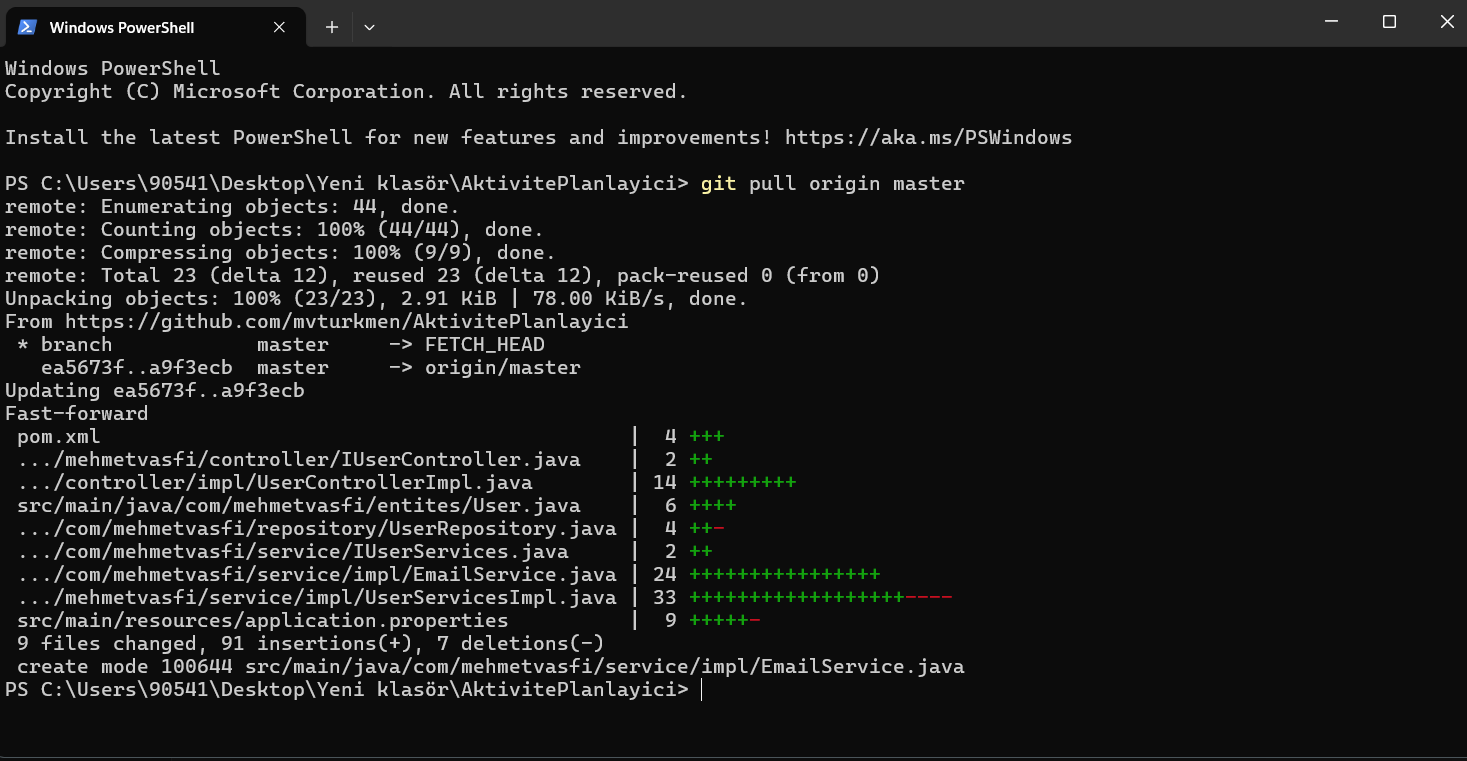 Windows PowerShell
Windows PowerShell
Copyright (C) Microsoft Corporation. All rights reserved.
Install the latest PowerShell for new features and improvements! https://aka.ms/PSWindows
PS C:\Users\90541\Desktop\Yeni klasör\AktivitePlanlayici> git pull origin master
remote: Enumerating objects: 44, done.
remote: Counting objects: 100% (44/44), done.
remote: Compressing objects: 100% (9/9), done.
remote: Total 23 (delta 12), reused 23 (delta 12), pack-reused 0 (from 0)
Unpacking objects: 100% (23/23), 2.91 KiB | 78.00 KiB/s, done.
From https://github.com/mvturkmen/AktivitePlanlayici
 * branch            master     -> FETCH_HEAD
   ea5673f..a9f3ecb  master     -> origin/master
Updating ea5673f..a9f3ecb
Fast-forward
 pom.xml                                            |  4 +++
 .../mehmetvasfi/controller/IUserController.java    |  2 ++
 .../controller/impl/UserControllerImpl.java        | 14 +++++++++
 src/main/java/com/mehmetvasfi/entites/User.java    |  6 ++++
 .../com/mehmetvasfi/repository/UserRepository.java |  4 ++-
 .../com/mehmetvasfi/service/IUserServices.java     |  2 ++
 .../com/mehmetvasfi/service/impl/EmailService.java | 24 ++++++++++++++++
 .../mehmetvasfi/service/impl/UserServicesImpl.java | 33 ++++++++++++++++++----
 src/main/resources/application.properties          |  9 +++++-
 9 files changed, 91 insertions(+), 7 deletions(-)
 create mode 100644 src/main/java/com/mehmetvasfi/service/impl/EmailService.java
PS C:\Users\90541\Desktop\Yeni klasör\AktivitePlanlayici>